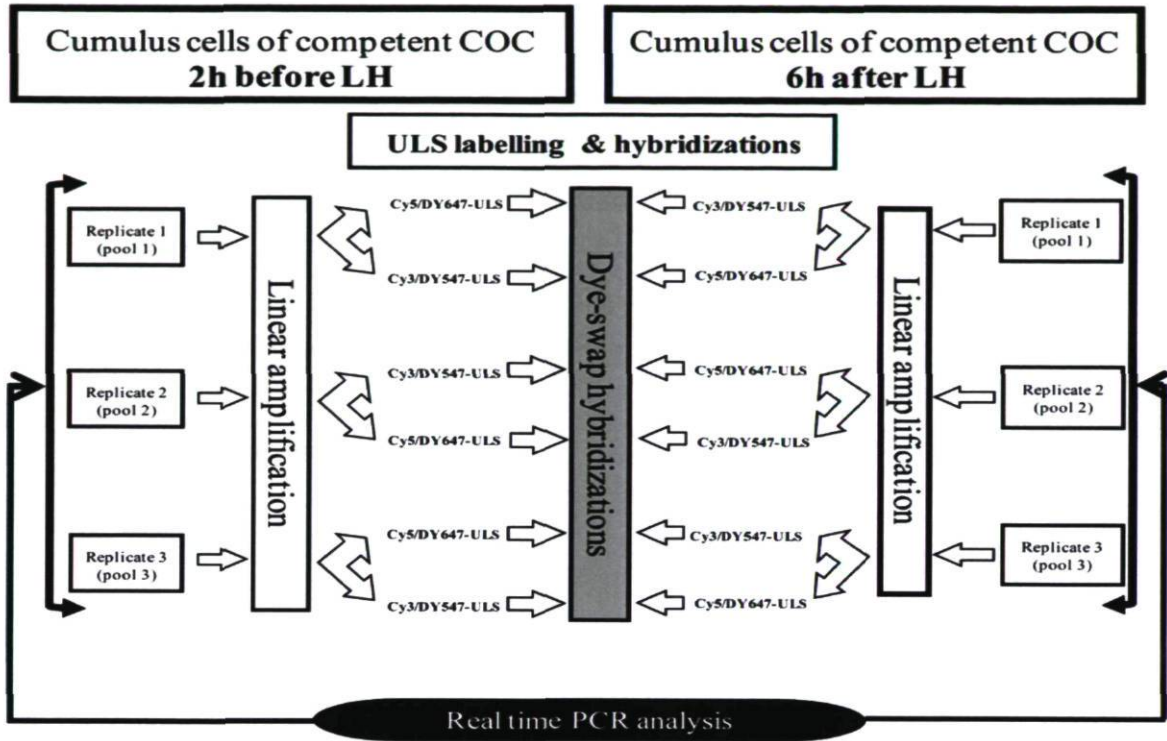 Cumulus cells of competent COC
2h before LH
Cumulus cells of competent COC
6h after LH
ULS labelling & hybridizations
Replicate 1
(pool 1)
Replicate 2
(pool 2)
Replicate 3
(pool 3)
Linear amplification
Cy5/DY647-ULS
Cy3/DY547-ULS
Cy3/DY547-ULS
Cy5/DY647-ULS
Cy5/DY647-ULS
Cy3/DY547-ULS
Dye-swap hybridizations
Cy3/DY547-ULS
Cy5/DY647-ULS
Cy5/DY647-ULS
Cy3/DY547-ULS
Cy3/DY547-ULS
Cy5/DY647-ULS
Linear amplification
Replicate 1
(pool 1)
Replicate 2
(pool 2)
Replicate 3
(pool 3)
Real time PCR analysis